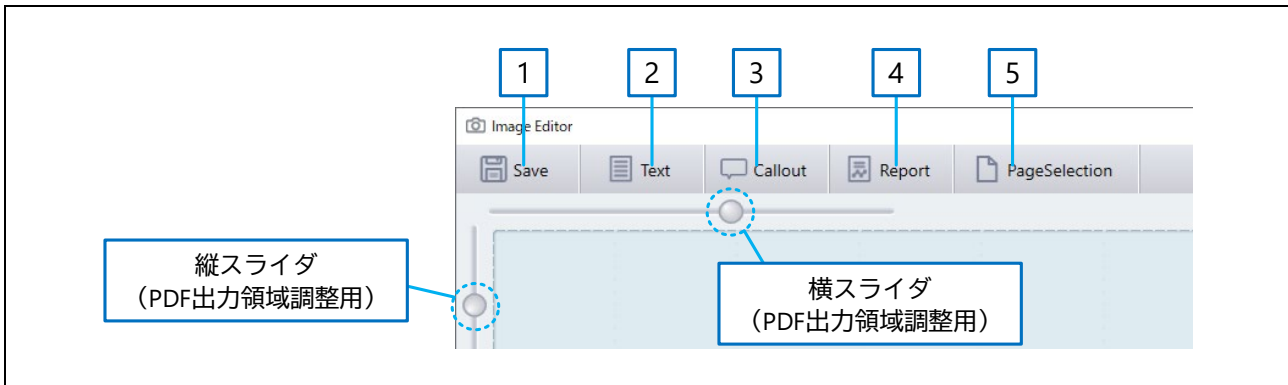 1
2
3
4
5
Image Editor
Save
Text
Callout
Report
PageSelection
縦スライダ
（PDF出力領域調整用）
横スライダ
（PDF出力領域調整用）